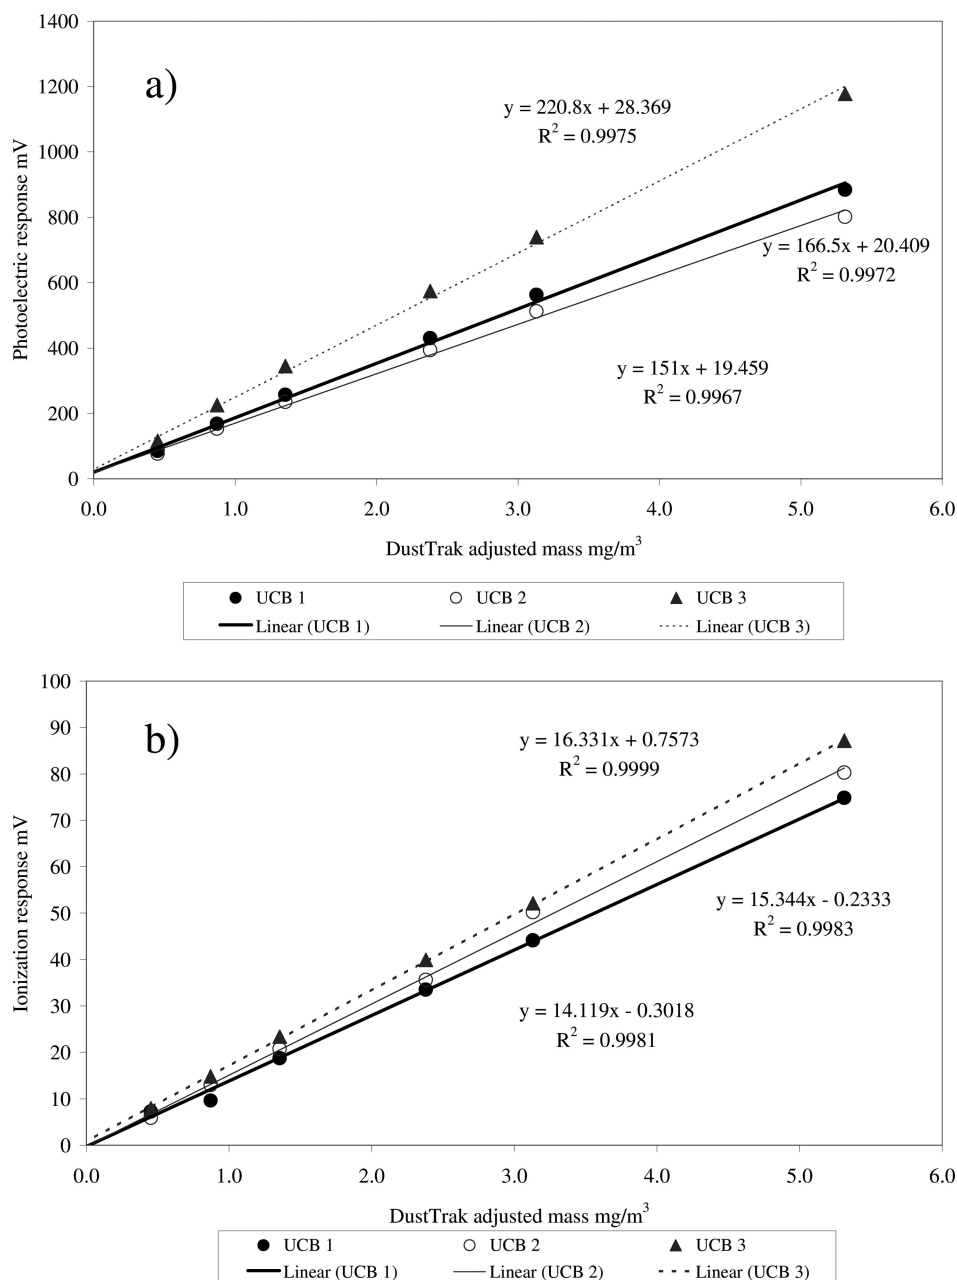 1400
a)
1200
y = 220.8x + 28.369
R² = 0.9975
1000
Photoelectric response mV
800
y = 166.5x + 20.409
R² = 0.9972
600
400
y = 151x + 19.459
R² = 0.9967
200
0
0.0 1.0 2.0 3.0 4.0 5.0 6.0
DustTrak adjusted mass mg/m³
UCB 1 UCB 2 UCB 3
Linear (UCB 1) Linear (UCB 2) Linear (UCB 3)
100
90
b)
y = 16.331x + 0.7573
R² = 0.9999
80
70
60
Ionization response mV
50
y = 15.344x - 0.2333
R² = 0.9983
40
30
y = 14.119x - 0.3018
R² = 0.9981
20
10
0
0.0 1.0 2.0 3.0 4.0 5.0 6.0
DustTrak adjusted mass mg/m³
UCB 1 UCB 2 UCB 3
Linear (UCB 1) Linear (UCB 2) Linear (UCB 3)